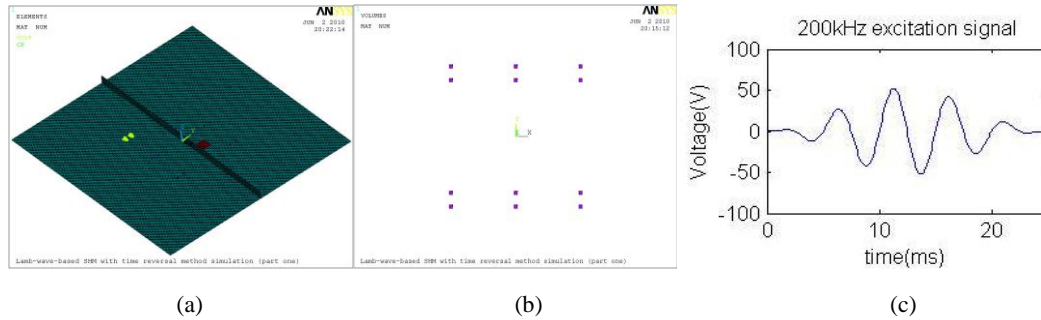 ELEMENTS
MAT NUM
CP
AN
JUN 2 2010
20:22:14
Lamb-wave-based SHM with time reversal method simulation (part one)
VOLUMES
MAT NUM
AN
JUN 2 2010
20:15:12
X
Lamb-wave-based SHM with time reversal method simulation (part one)
200kHz excitation signal
Voltage(V)
100
50
0
-50
-100
0
10
20
time(ms)
(a)
(b)
(c)